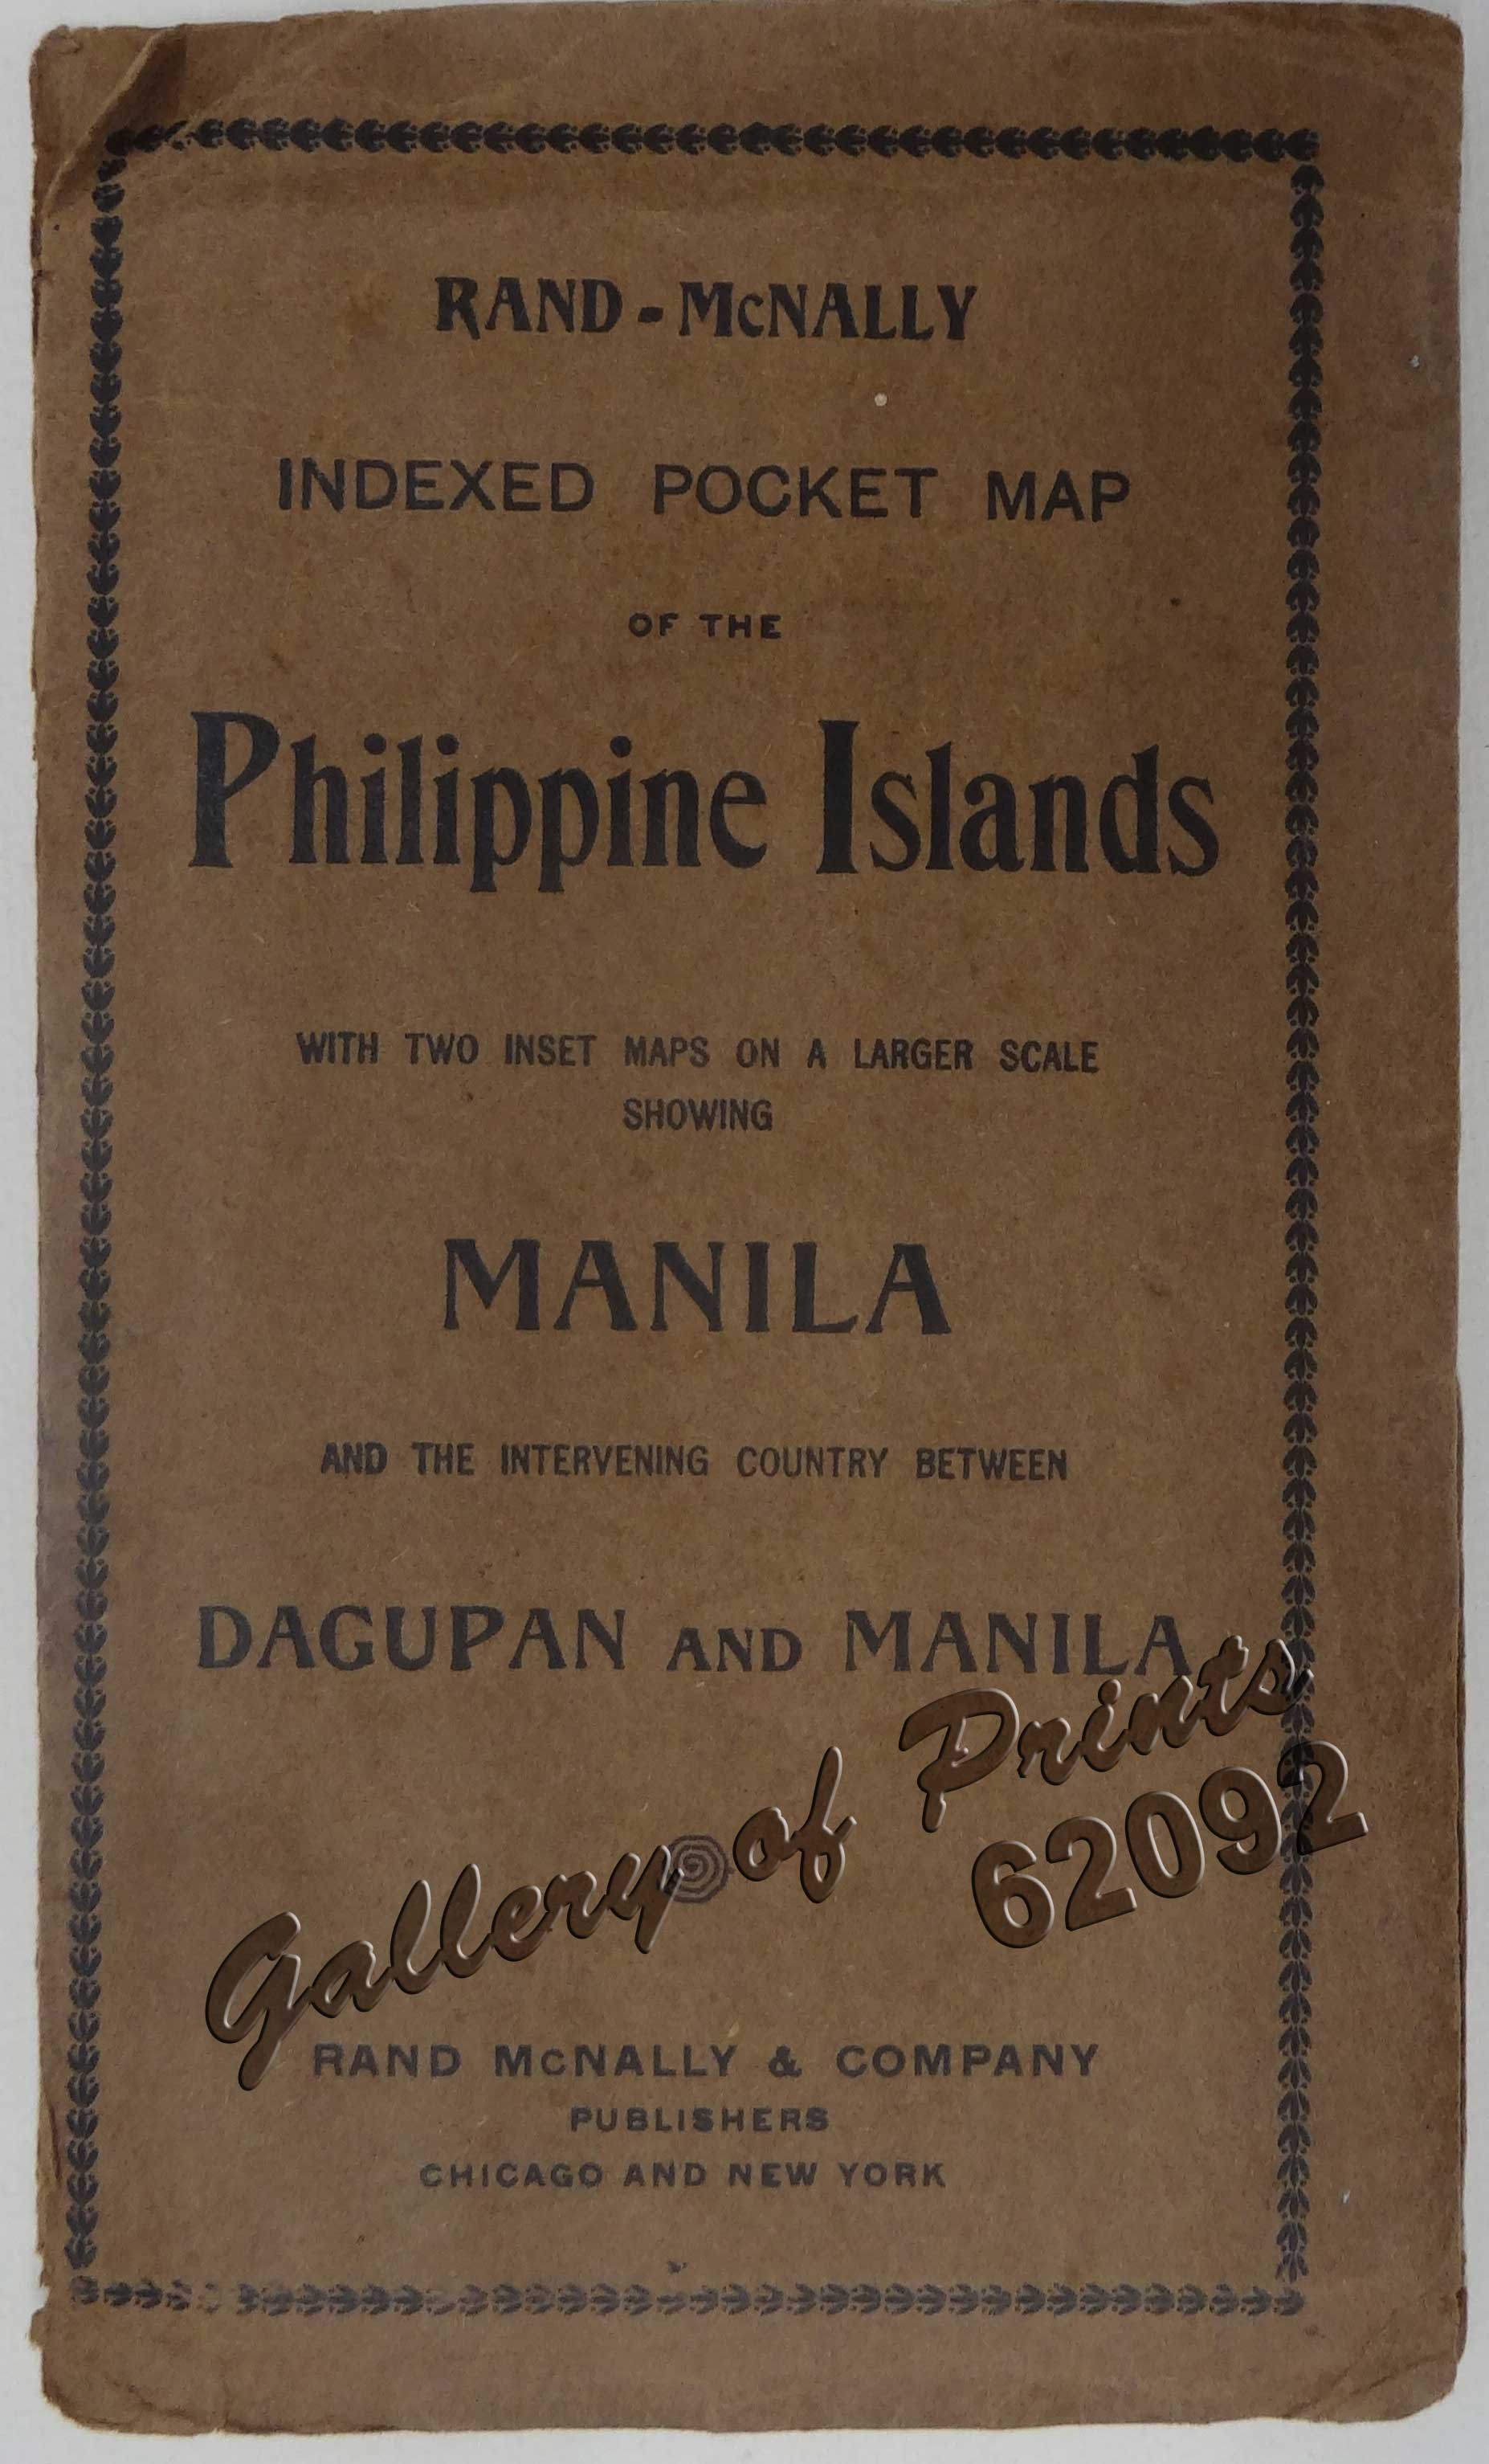 RAND-McNALLY
INDEXED POCKET MAP
OF THE
Philippine Islands
WITH TWO INSET MAPS ON A LARGER SCALE
SHOWING
MANILA
AND THE INTERVENING COUNTRY BETWEEN
DAGUPAN AND MANILA
Gallery of Prints
62092
RAND McNALLY & COMPANY
PUBLISHERS
CHICAGO AND NEW YORK